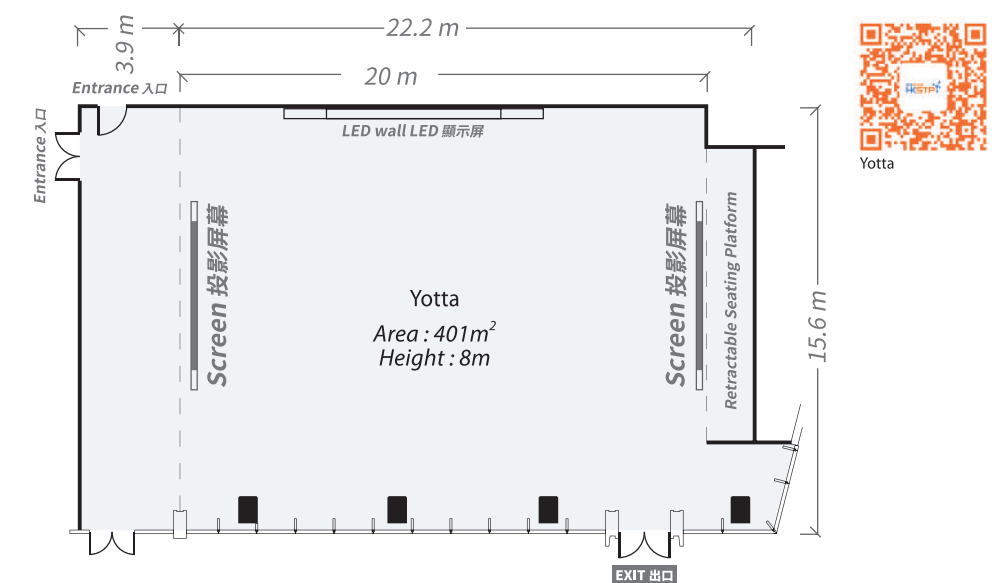 3.9 m
22.2 m
20 m
Entrance 入口
Entrance 入口
LED wall LED 顯示屏
HKSTP
Yotta
Screen 投影屏幕
Screen 投影屏幕
Retractable Seating Platform
Yotta
Area : 401m²
Height : 8m
15.6 m
EXIT 出口